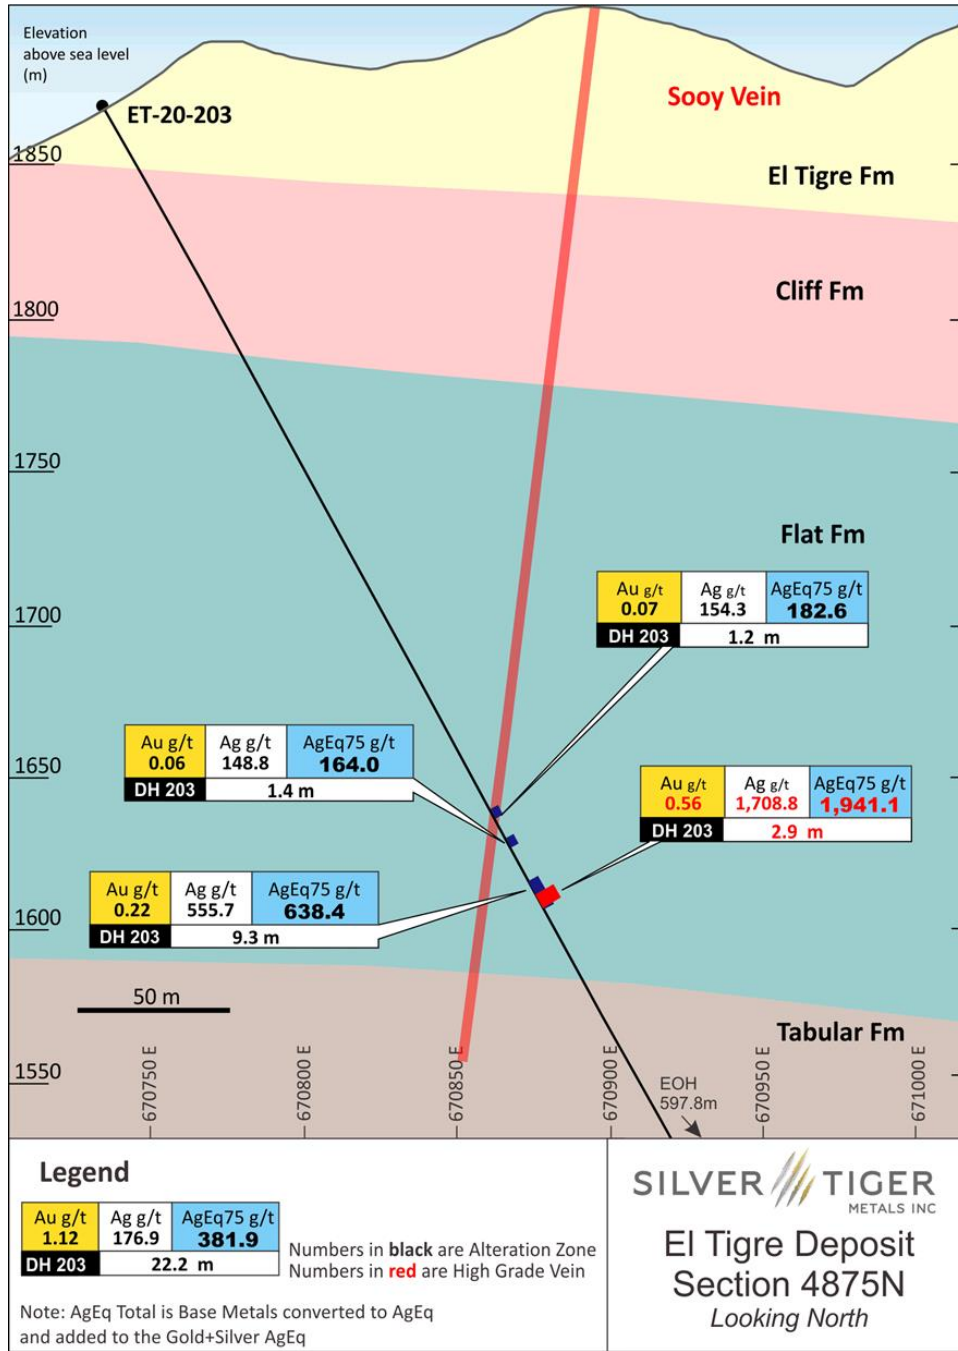 Elevation
above sea level
(m)
ET-20-203
Sooy Vein
1850
El Tigre Fm
Cliff Fm
1800
1750
Flat Fm
Au g/t Ag g/t AgEq75 g/t
0.07 154.3 182.6
DH 203 1.2 m
1700
Au g/t Ag g/t AgEq75 g/t
0.06 148.8 164.0
DH 203 1.4 m
1650
Au g/t Ag g/t AgEq75 g/t
0.56 1,708.8 1,941.1
DH 203 2.9 m
Au g/t Ag g/t AgEq75 g/t
0.22 555.7 638.4
DH 203 9.3 m
1600
50 m
Tabular Fm
1550
670750 E
670800 E
670850 E
670900 E
670950 E
671000 E
EOH
597.8m
Legend
Au g/t Ag g/t AgEq75 g/t
1.12 176.9 381.9
DH 203 22.2 m
Numbers in black are Alteration Zone
Numbers in red are High Grade Vein
Note: AgEq Total is Base Metals converted to AgEq
and added to the Gold+Silver AgEq
SILVER TIGER
METALS INC
El Tigre Deposit
Section 4875N
Looking North